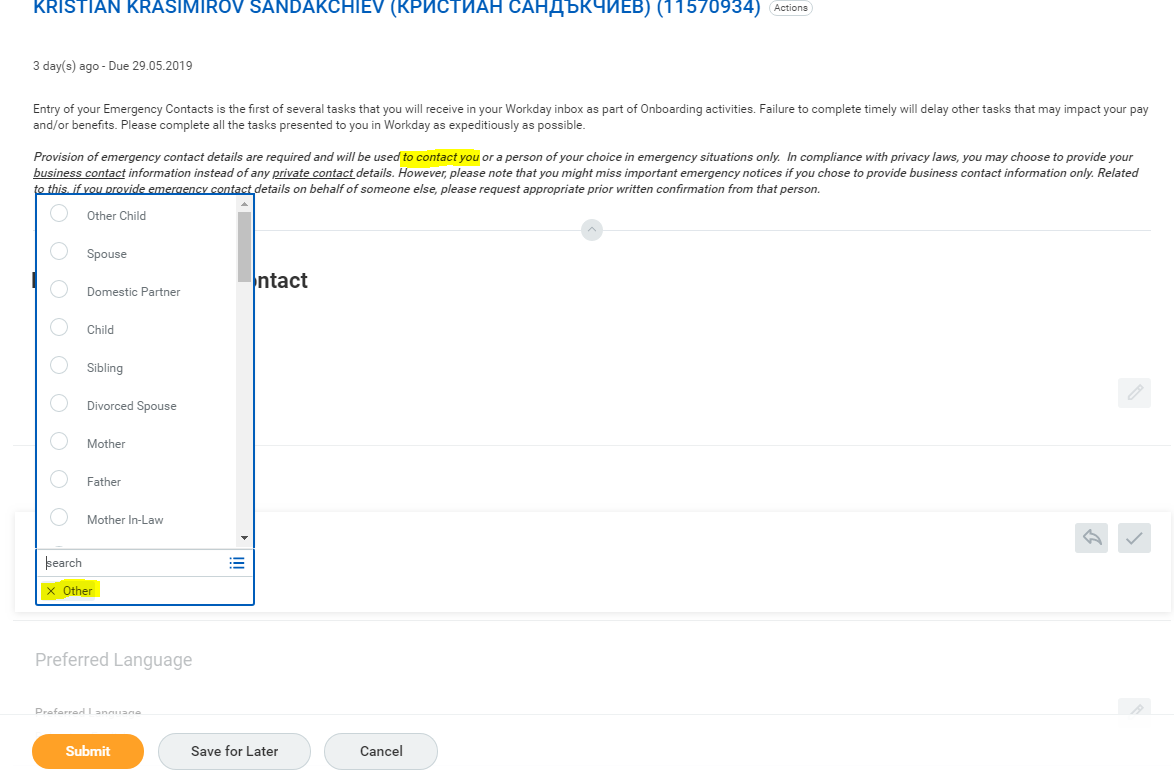 KRISTIAN KRASIMIROV SANDAKCHIEV (КРИСТИАН САНДЪКЧИЕВ) (11570934) Actions
3 day(s) ago - Due 29.05.2019
Entry of your Emergency Contacts is the first of several tasks that you will receive in your Workday inbox as part of Onboarding activities. Failure to complete timely will delay other tasks that may impact your pay
and/or benefits. Please complete all the tasks presented to you in Workday as expeditiously as possible.
Provision of emergency contact details are required and will be used to contact you or a person of your choice in emergency situations only. In compliance with privacy laws, you may choose to provide your
business contact information instead of any private contact details. However, please note that you might miss important emergency notices if you chose to provide business contact information only. Related
to this, if you provide emergency contact details on behalf of someone else, please request appropriate prior written confirmation from that person.
Other Child
Spouse
Domestic Partner
Child
Sibling
Divorced Spouse
Mother
Father
Mother In-Law
search
Other
Preferred Language
Preferred Language
Submit
Save for Later
Cancel